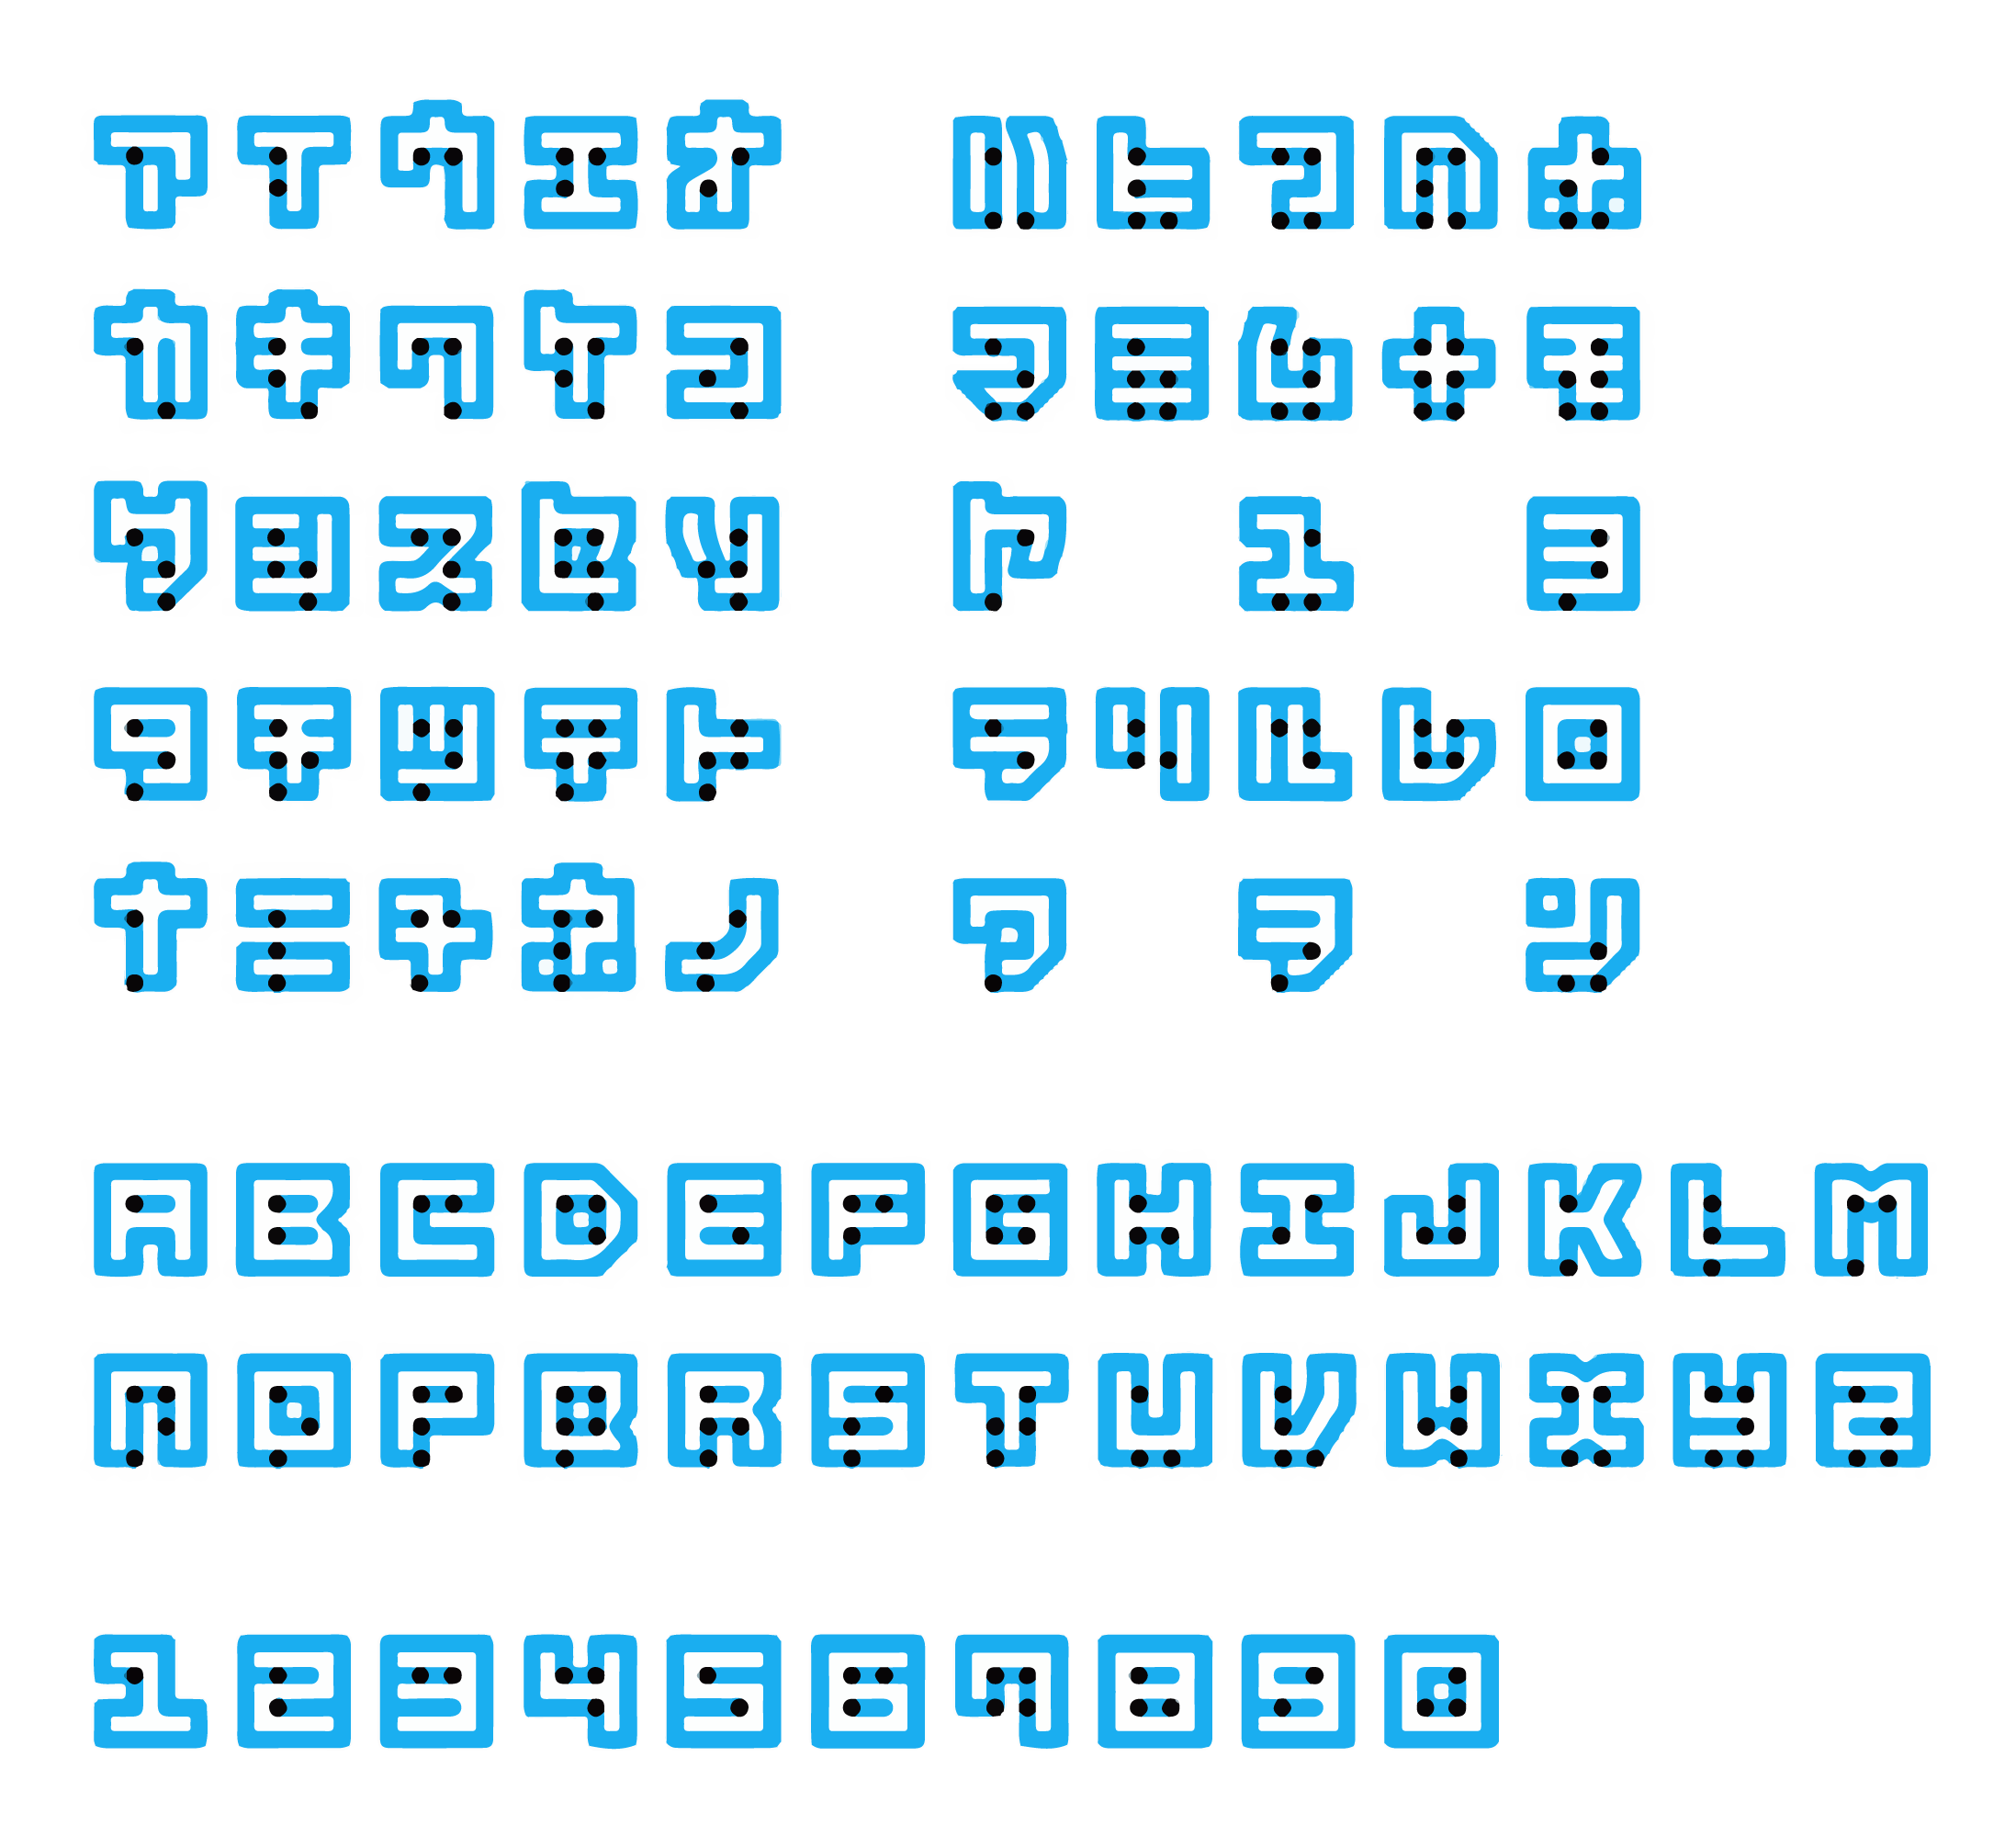 アイウエオ ハヒフヘホ
カキクケコ マミムメモ
サシスセソ ヤ ユ ヨ
タチツテト ラリルレロ
ナニヌネノ ワ ヲ ン
ABCDEFGHIJKLM
NOPQRSTUVWXYZ
1234567890